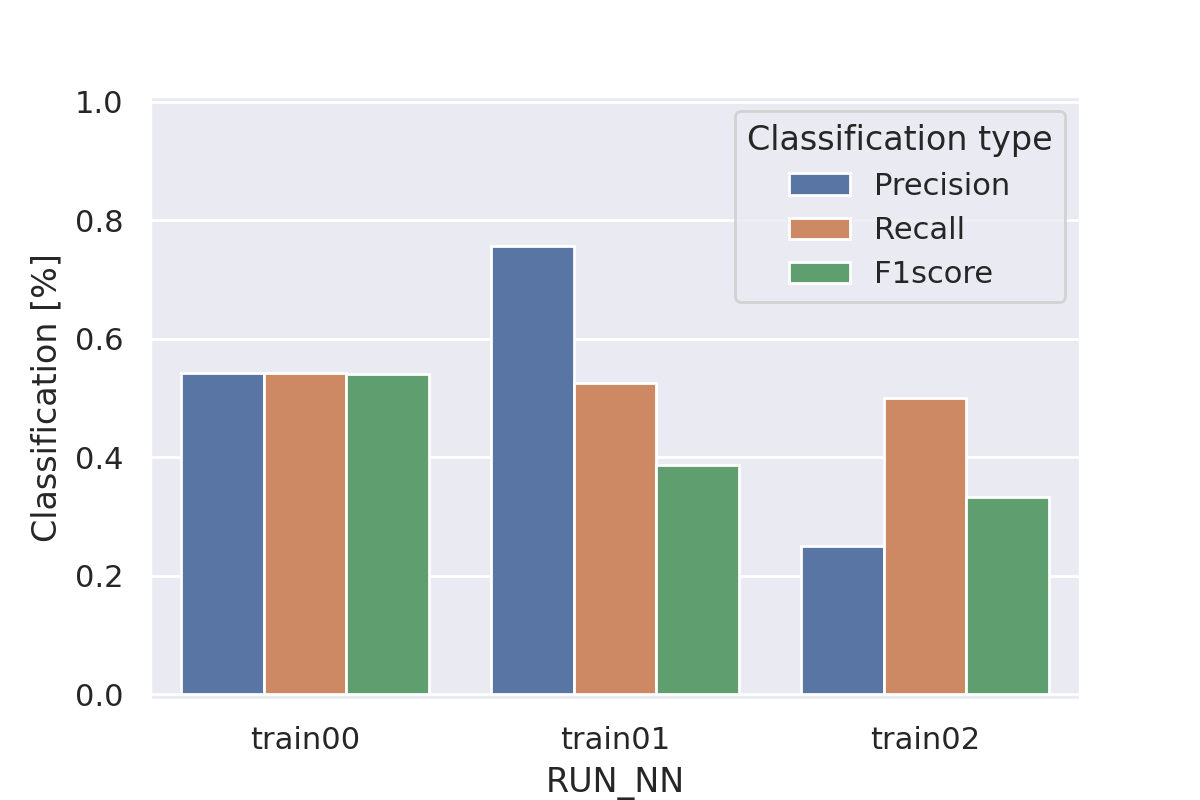 1.0
0.8
0.6
0.4
0.2
0.0
Classification [%]
Classification type
Precision
Recall
F1score
train00
train01
train02
RUN_NN